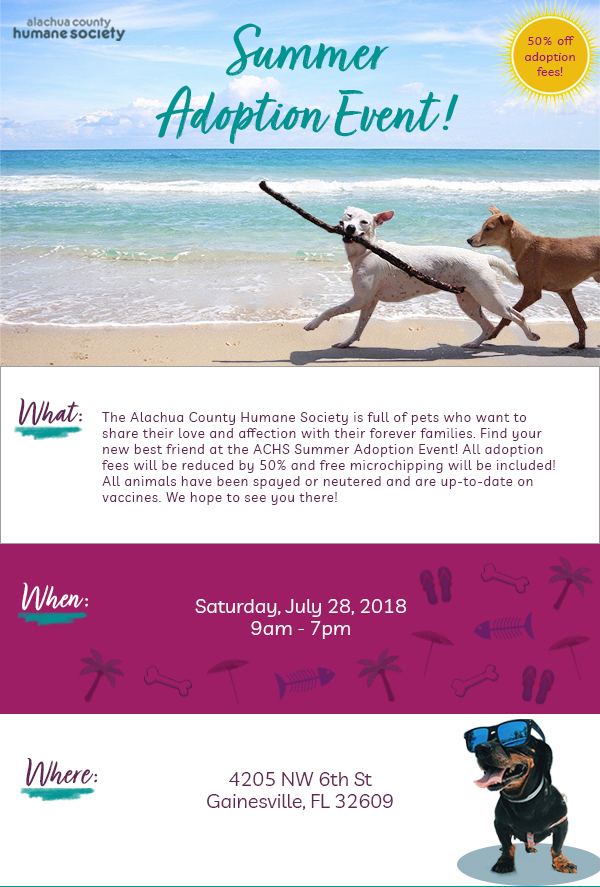 alachua county
humane society
Summer
Adoption Event!
50% off
adoption
fees!
What:
The Alachua County Humane Society is full of pets who want to
share their love and affection with their forever families. Find your
new best friend at the ACHS Summer Adoption Event! All adoption
fees will be reduced by 50% and free microchipping will be included!
All animals have been spayed or neutered and are up-to-date on
vaccines. We hope to see you there!
When:
Saturday, July 28, 2018
9am - 7pm
Where:
4205 NW 6th St
Gainesville, FL 32609